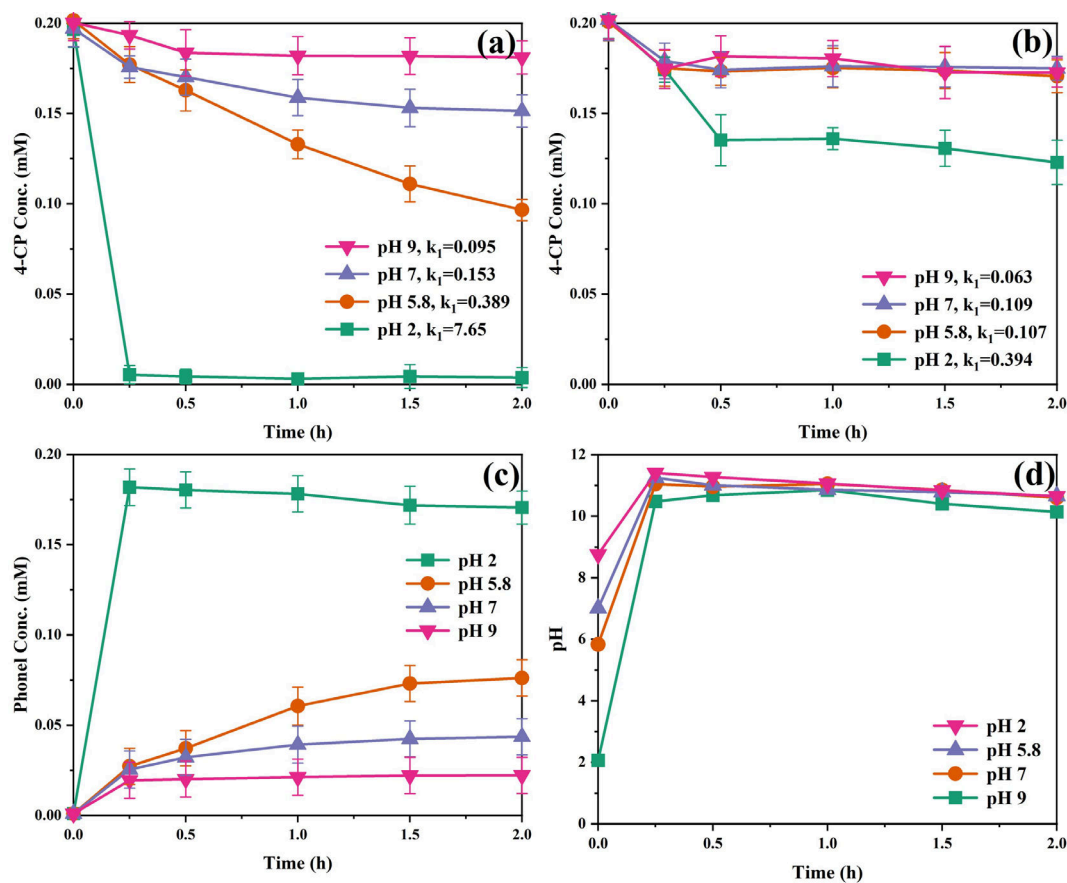 (a)
4-CP Conc. (mM)
0.20
0.15
0.10
0.05
0.00
pH 9, k₁=0.095
pH 7, k₁=0.153
pH 5.8, k₁=0.389
pH 2, k₁=7.65
0.0 0.5 1.0 1.5 2.0
Time (h)
(b)
4-CP Conc. (mM)
0.20
0.15
0.10
0.05
0.00
pH 9, k₁=0.063
pH 7, k₁=0.109
pH 5.8, k₁=0.107
pH 2, k₁=0.394
0.0 0.5 1.0 1.5 2.0
Time (h)
(c)
Phonel Conc. (mM)
0.20
0.15
0.10
0.05
0.00
pH 2
pH 5.8
pH 7
pH 9
0.0 0.5 1.0 1.5 2.0
Time (h)
(d)
pH
12
10
8
6
4
2
0
pH 2
pH 5.8
pH 7
pH 9
0.0 0.5 1.0 1.5 2.0
Time (h)